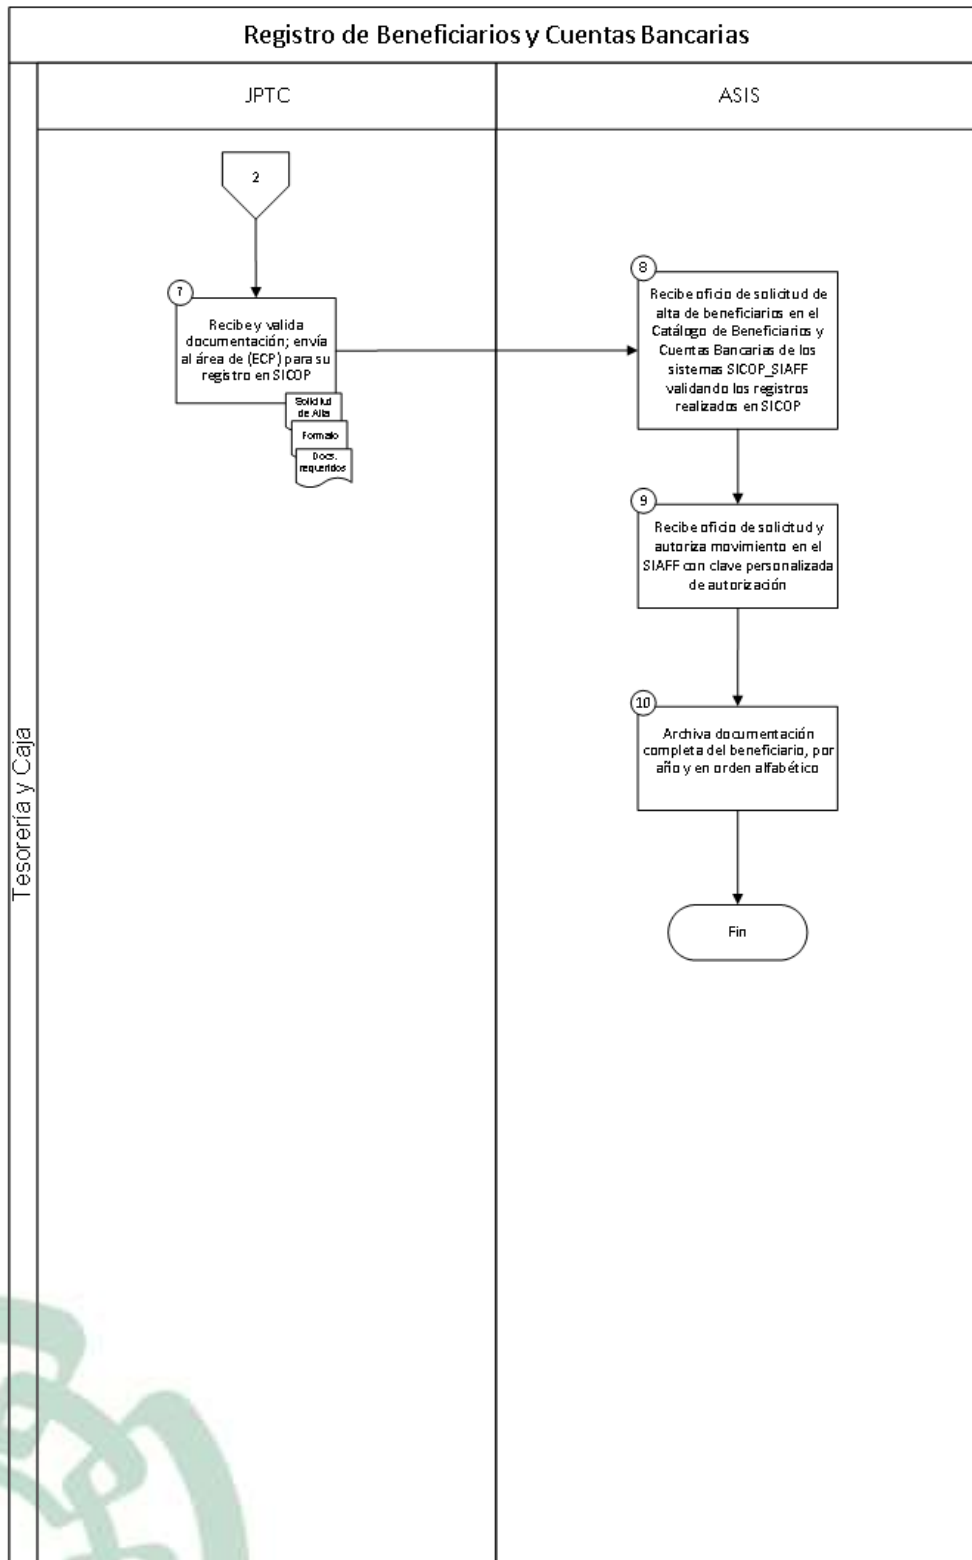 Registro de Beneficiarios y Cuentas Bancarias
JPTC
ASIS
Tesorería y Caja
2
7
Recibe y valida
documentación; envía
al área de (ECP) para su
registro en SICOP
Solicitud
de Alta
Formato
Docs.
requeridos
8
Recibe oficio de solicitud de
alta de beneficiarios en el
Catálogo de Beneficiarios y
Cuentas Bancarias de los
sistemas SICOP_SIAFF
validando los registros
realizados en SICOP
9
Recibe oficio de solicitud y
autoriza movimiento en el
SIAFF con clave personalizada
de autorización
10
Archiva documentación
completa del beneficiario, por
año y en orden alfabético
Fin